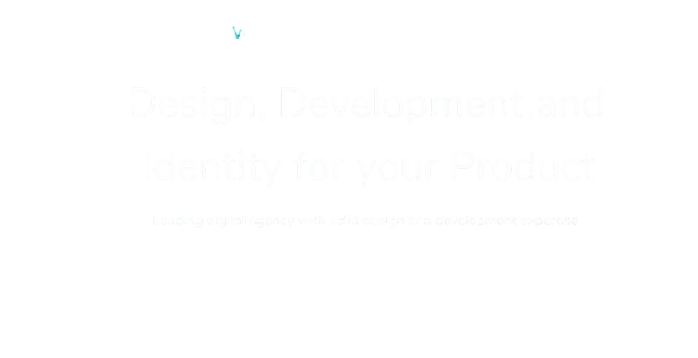 Design, Development and
Identity for your Product
Leading digital agency with solid design and development expertise